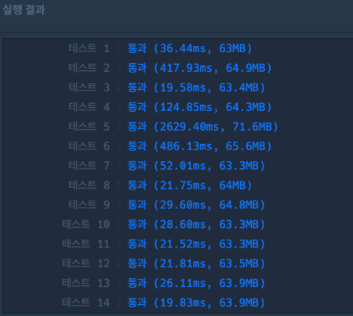 실행 결과
테스트 1 > 통과 (36.44ms, 63MB)
테스트 2 > 통과 (417.93ms, 64.9MB)
테스트 3 > 통과 (19.58ms, 63.4MB)
테스트 4 > 통과 (124.85ms, 64.3MB)
테스트 5 > 통과 (2629.40ms, 71.6MB)
테스트 6 > 통과 (486.13ms, 65.6MB)
테스트 7 > 통과 (52.01ms, 63.3MB)
테스트 8 > 통과 (21.75ms, 64MB)
테스트 9 > 통과 (29.60ms, 64.8MB)
테스트 10 > 통과 (28.60ms, 63.3MB)
테스트 11 > 통과 (21.52ms, 63.3MB)
테스트 12 > 통과 (21.81ms, 63.5MB)
테스트 13 > 통과 (26.11ms, 63.9MB)
테스트 14 > 통과 (19.83ms, 63.9MB)